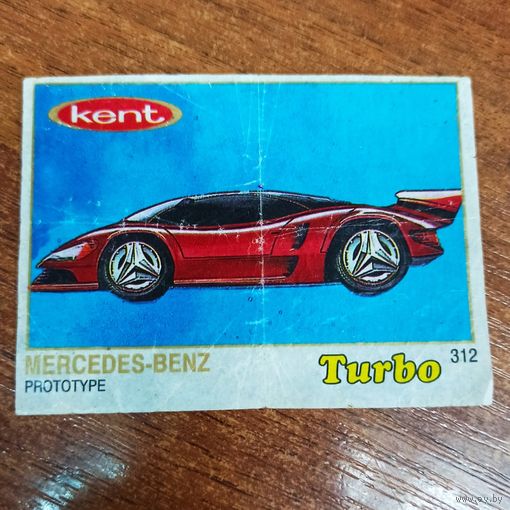 kent
MERCEDES-BENZ
PROTOTYPE
Turbo
312
www.ay.by